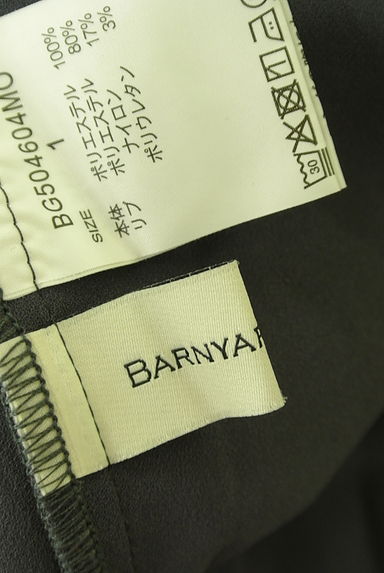 BG504604MO
SIZE 1
本体 ポリエステル 100%
リブ ポリエステル 80%
ナイロン 17%
ポリウレタン 3%
30
BARNYA